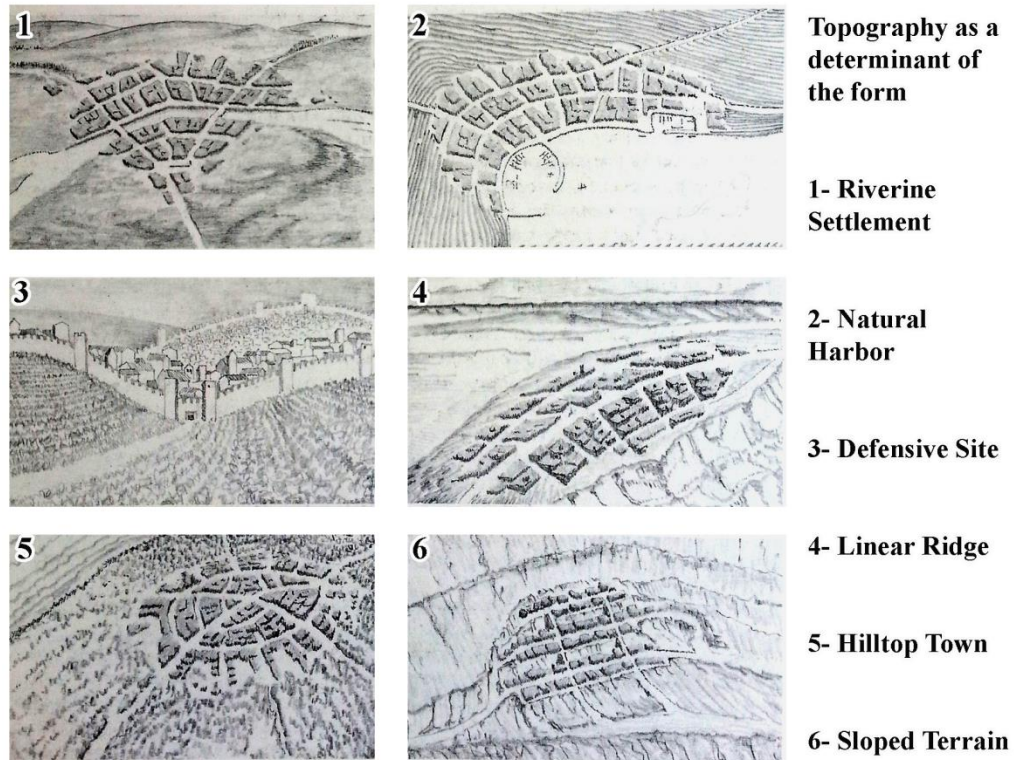 1
2
Topography as a
determinant of
the form
1- Riverine
Settlement
3
4
2- Natural
Harbor
3- Defensive Site
5
6
4- Linear Ridge
5- Hilltop Town
6- Sloped Terrain